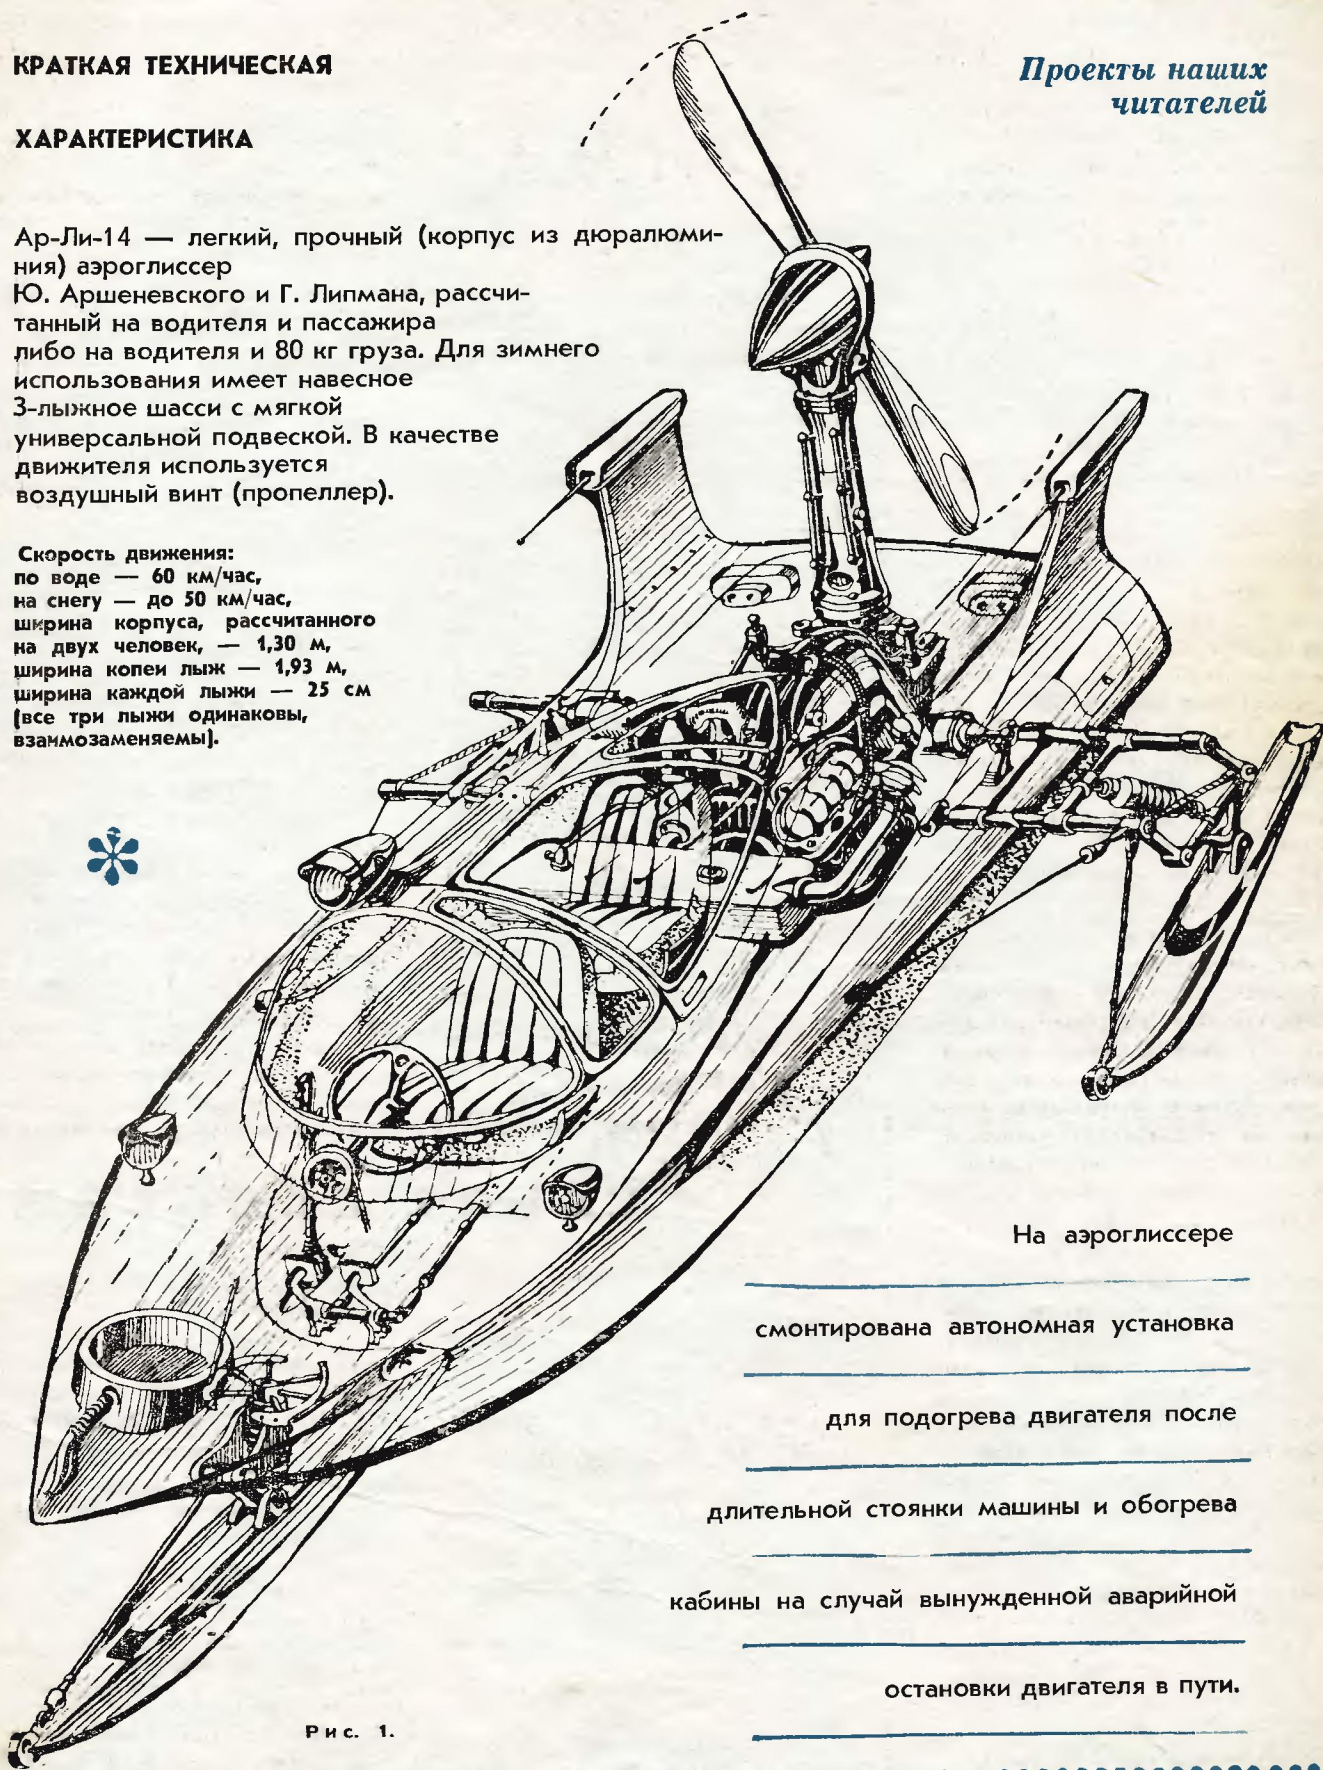 КРАТКАЯ ТЕХНИЧЕСКАЯ
ХАРАКТЕРИСТИКА
Проекты наших
читателей
Ар-Ли-14 — легкий, прочный (корпус из дюралюми-
ния) аэроглиссер
Ю. Аршеневского и Г. Липмана, рассчи-
танный на водителя и пассажира
либо на водителя и 80 кг груза. Для зимнего
использования имеет навесное
3-лыжное шасси с мягкой
универсальной подвеской. В качестве
движителя используется
воздушный винт (пропеллер).
Скорость движения:
по воде — 60 км/час,
на снегу — до 50 км/час,
ширина корпуса, рассчитанного
на двух человек, — 1,30 м,
ширина копеи лыж — 1,93 м,
ширина каждой лыжи — 25 см
(все три лыжи одинаковы,
взаимозаменяемы).
На аэроглиссере
смонтирована автономная установка
для подогрева двигателя после
длительной стоянки машины и обогрева
кабины на случай вынужденной аварийной
остановки двигателя в пути.
Рис. 1.